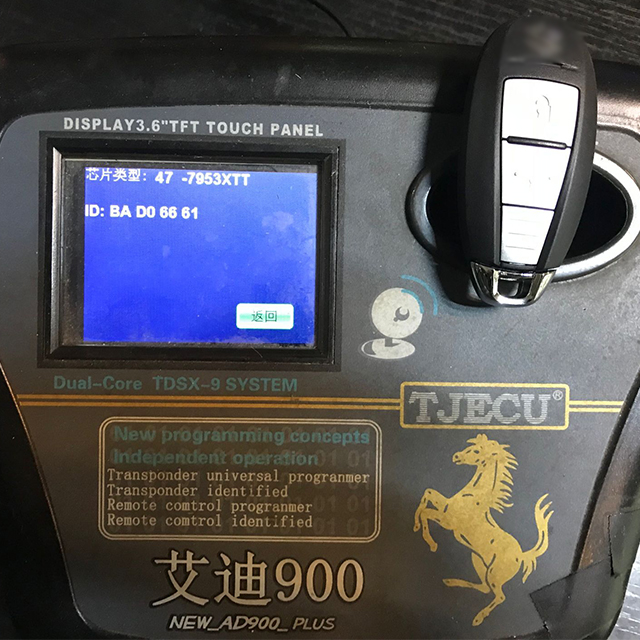 DISPLAY3.6"TFT TOUCH PANEL
芯片类型: 47 -7953XTT
ID: BA D0 66 61
返回
Dual-Core TDSX-9 SYSTEM
TJECU®
New programming concepts
Independent operation
Transponder universal programmer
Transponder identified
Remote comtrol programmer
Remote comtrol identified
艾迪900
NEW_AD900_PLUS